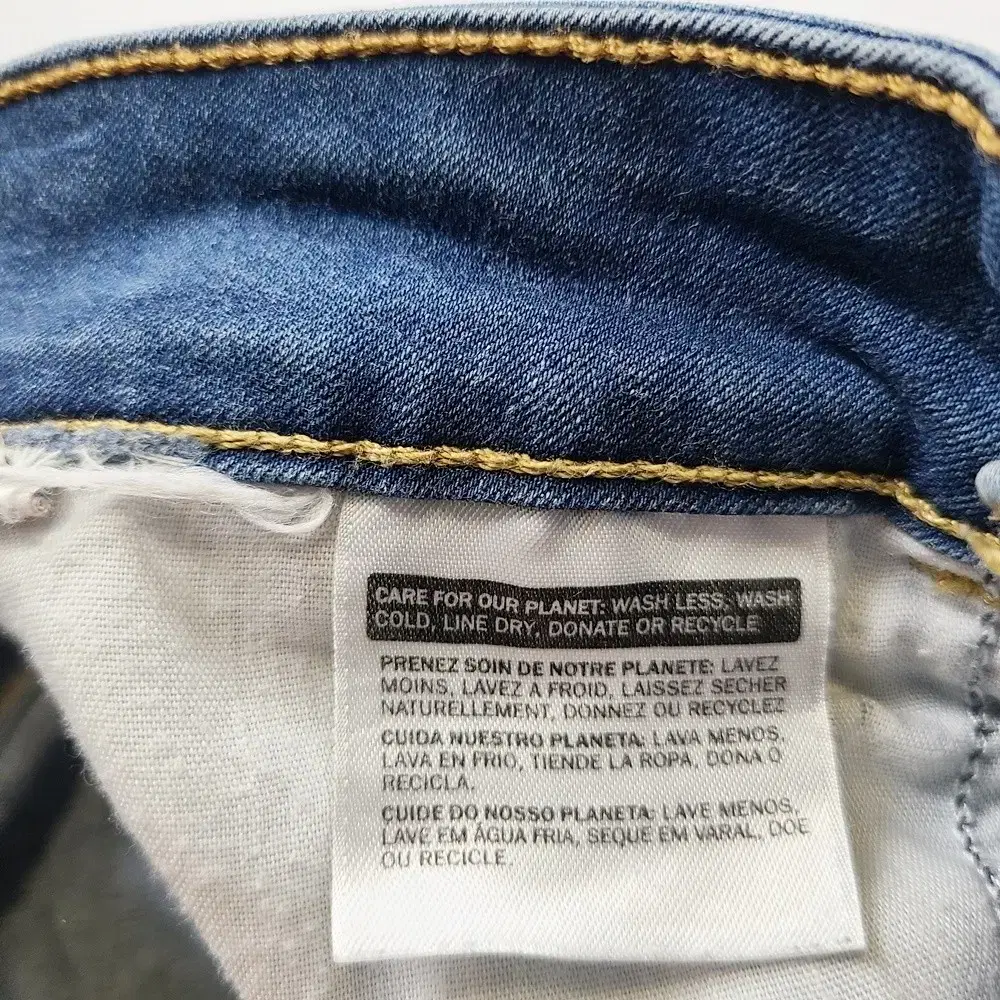 CARE FOR OUR PLANET: WASH LESS, WASH
COLD, LINE DRY, DONATE OR RECYCLE
PRENEZ SOIN DE NOTRE PLANETE: LAVEZ
MOINS, LAVEZ A FROID, LAISSEZ SECHER
NATURELLEMENT, DONNEZ OU RECYCLEZ
CUIDA NUESTRO PLANETA: LAVA MENOS,
LAVA EN FRIO, TIENDE LA ROPA, DONA O
RECICLA.
CUIDE DO NOSSO PLANETA: LAVE MENOS,
LAVE EM ÁGUA FRIA, SEQUE EM VARAL, DOE
OU RECICLE.